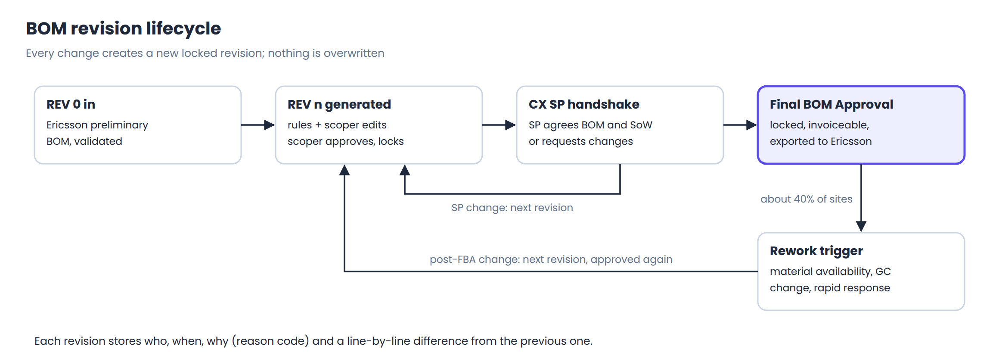 BOM revision lifecycle
Every change creates a new locked revision; nothing is overwritten
REV 0 in
Ericsson preliminary
BOM, validated
REV n generated
rules + scoper edits
scoper approves, locks
CX SP handshake
SP agrees BOM and SoW
or requests changes
Final BOM Approval
locked, invoiceable,
exported to Ericsson
about 40% of sites
SP change: next revision
post-FBA change: next revision, approved again
Rework trigger
material availability, GC
change, rapid response
Each revision stores who, when, why (reason code) and a line-by-line difference from the previous one.